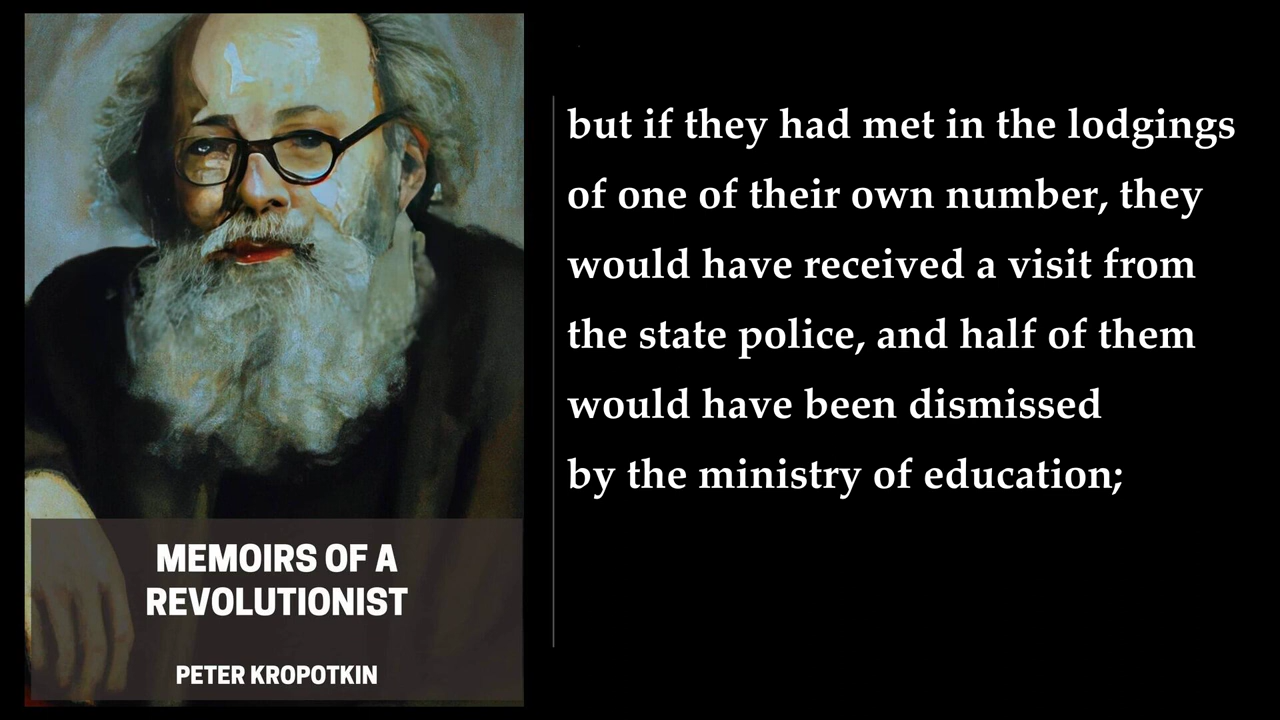 but if they had met in the lodgings
of one of their own number, they
would have received a visit from
the state police, and half of them
would have been dismissed
by the ministry of education;
MEMOIRS OF A
REVOLUTIONIST
PETER KROPOTKIN